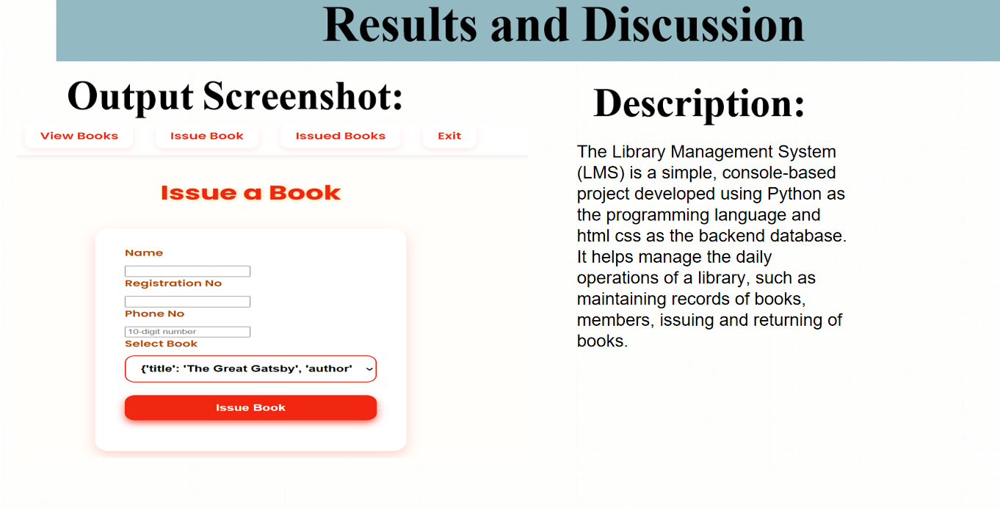 Results and Discussion
Output Screenshot:
View Books Issue Book Issued Books Exit
Issue a Book
Name
Registration No
Phone No
10-digit number
Select Book
{'title': 'The Great Gatsby', 'author'
Issue Book
Description:
The Library Management System
(LMS) is a simple, console-based
project developed using Python as
the programming language and
html css as the backend database.
It helps manage the daily
operations of a library, such as
maintaining records of books,
members, issuing and returning of
books.